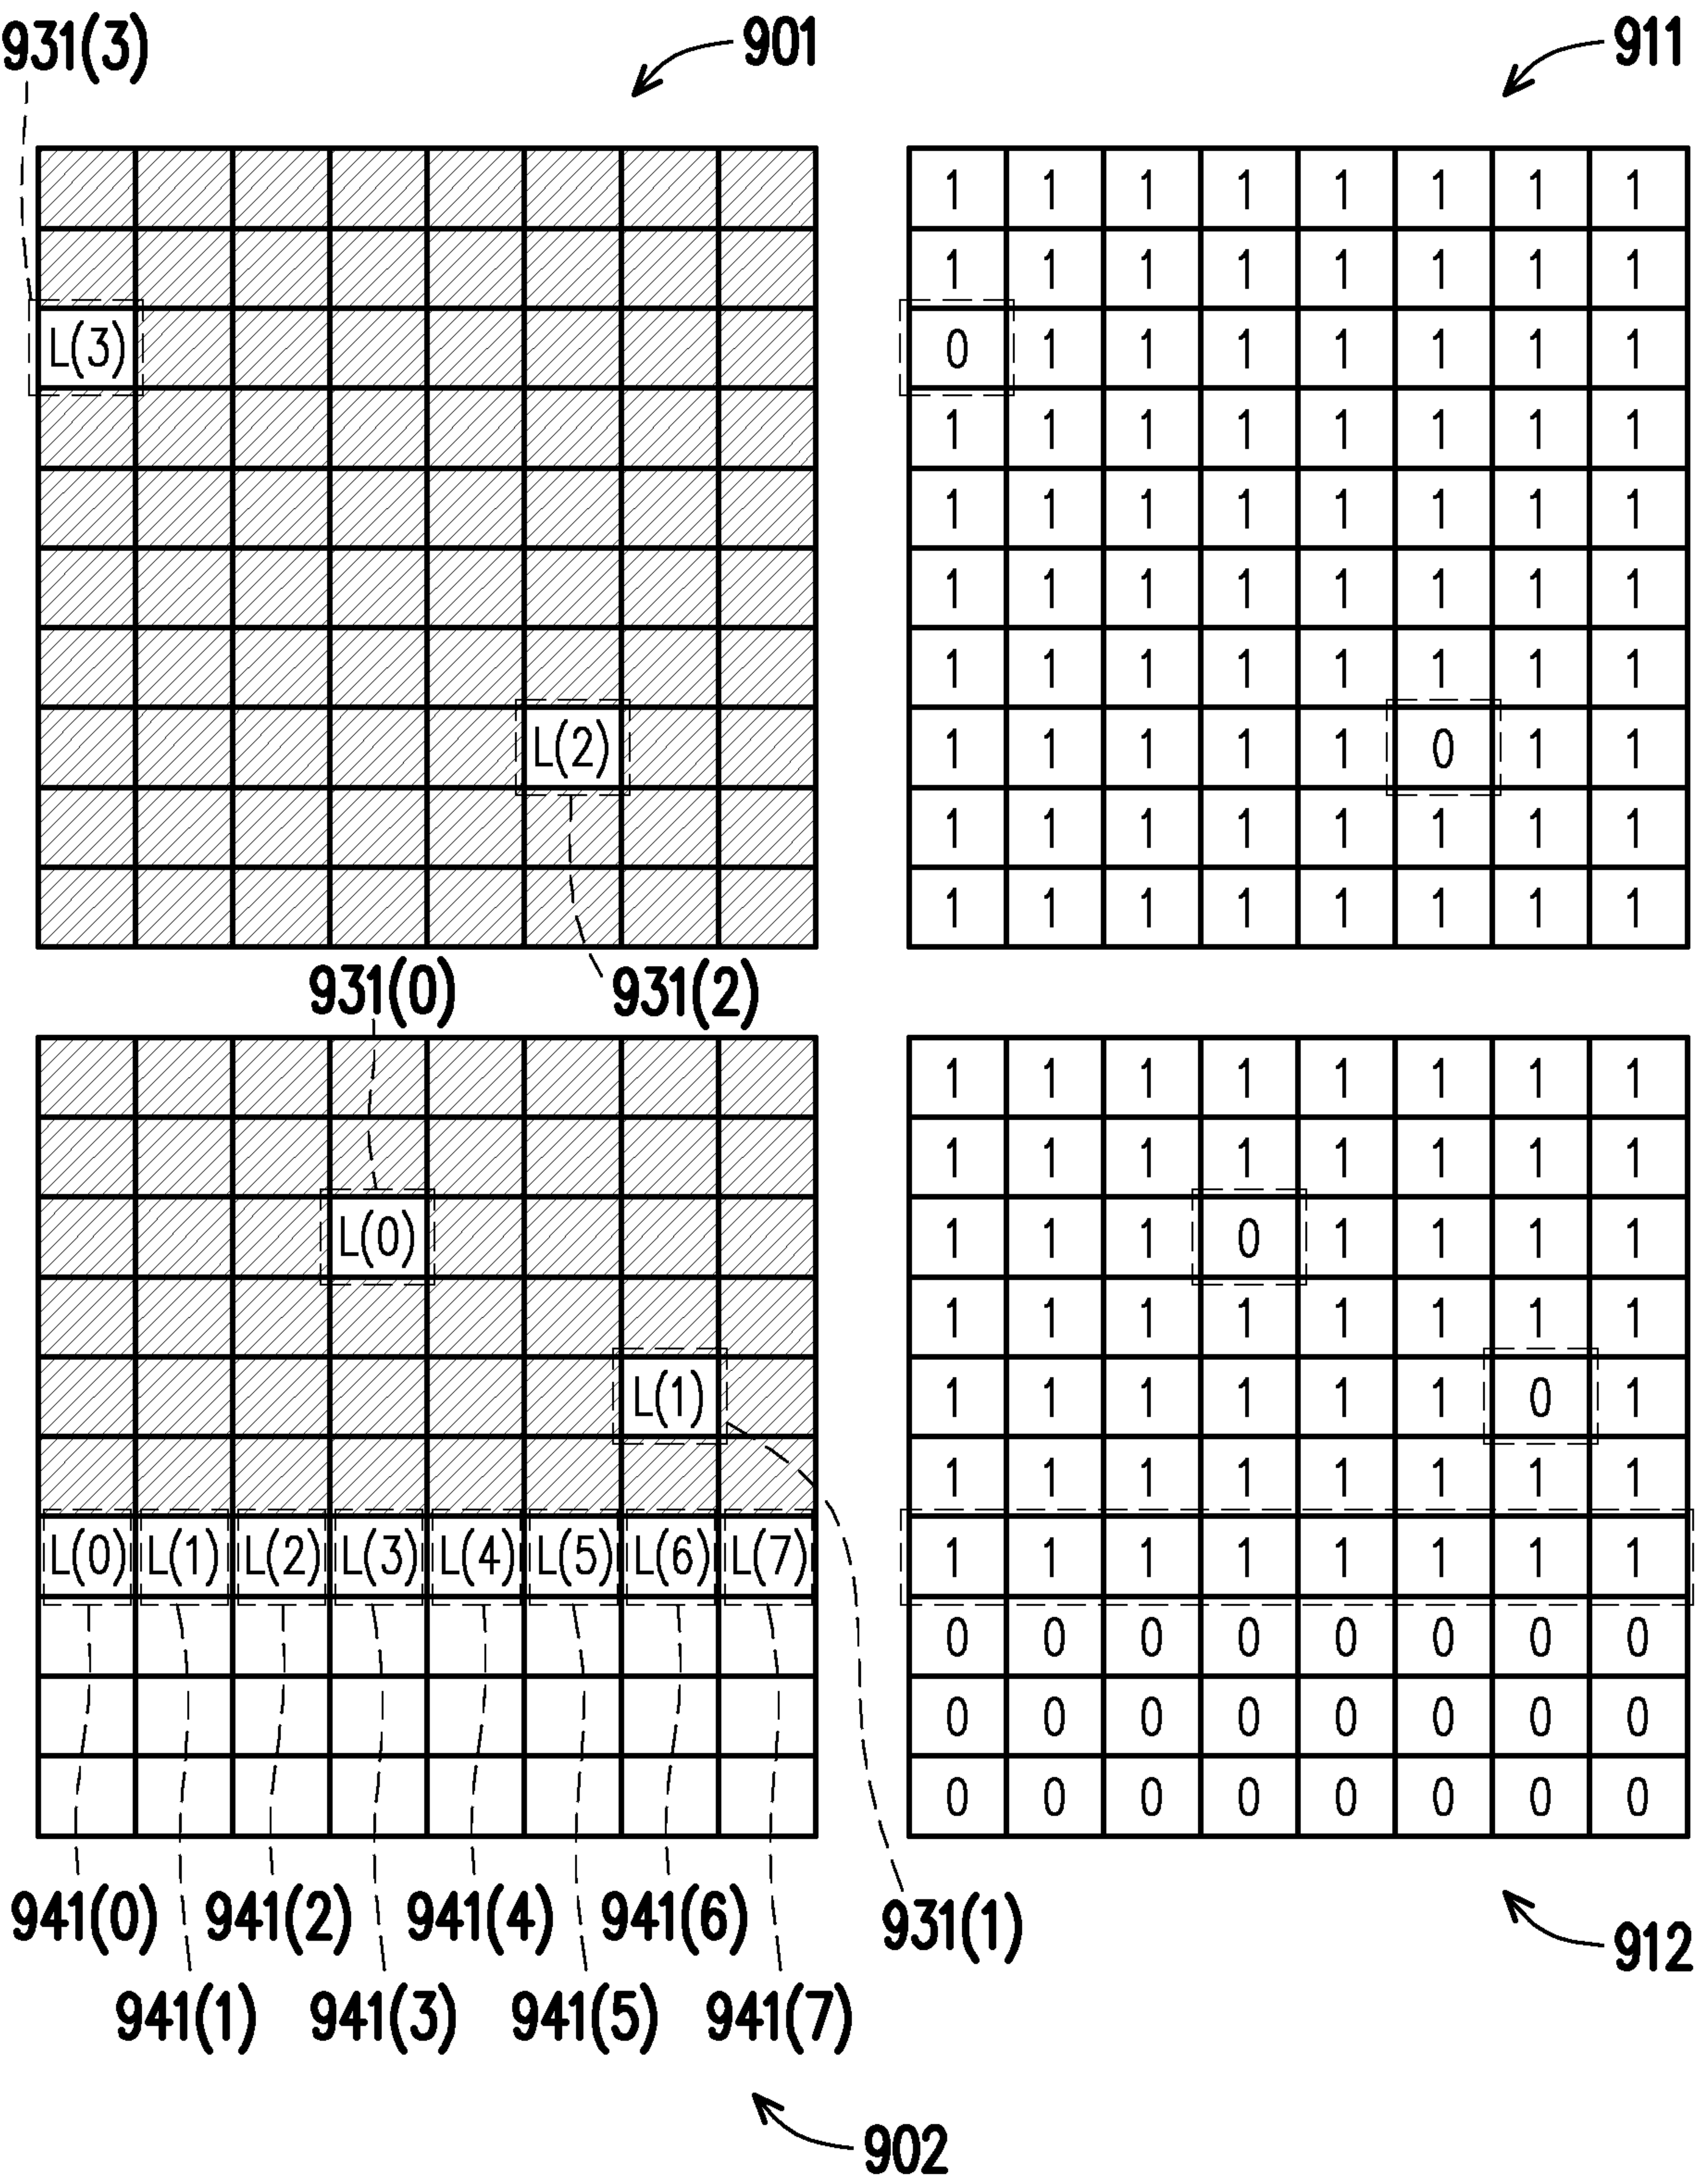 931(3) 901 911
1 1 1 1 1 1 1 1
1 1 1 1 1 1 1 1
L(3) 0 1 1 1 1 1 1 1
1 1 1 1 1 1 1 1
1 1 1 1 1 1 1 1
1 1 1 1 1 1 1 1
1 1 1 1 1 1 1 1
L(2) 1 1 1 1 1 0 1 1
1 1 1 1 1 1 1 1
1 1 1 1 1 1 1 1
931(0) 931(2)
1 1 1 1 1 1 1 1
1 1 1 1 1 1 1 1
L(0) 1 1 1 0 1 1 1 1
1 1 1 1 1 1 1 1
L(1) 1 1 1 1 1 1 0 1
1 1 1 1 1 1 1 1
L(0) L(1) L(2) L(3) L(4) L(5) L(6) L(7) 1 1 1 1 1 1 1 1
0 0 0 0 0 0 0 0
0 0 0 0 0 0 0 0
0 0 0 0 0 0 0 0
941(0) 941(2) 941(4) 941(6) 931(1) 912
941(1) 941(3) 941(5) 941(7)
902